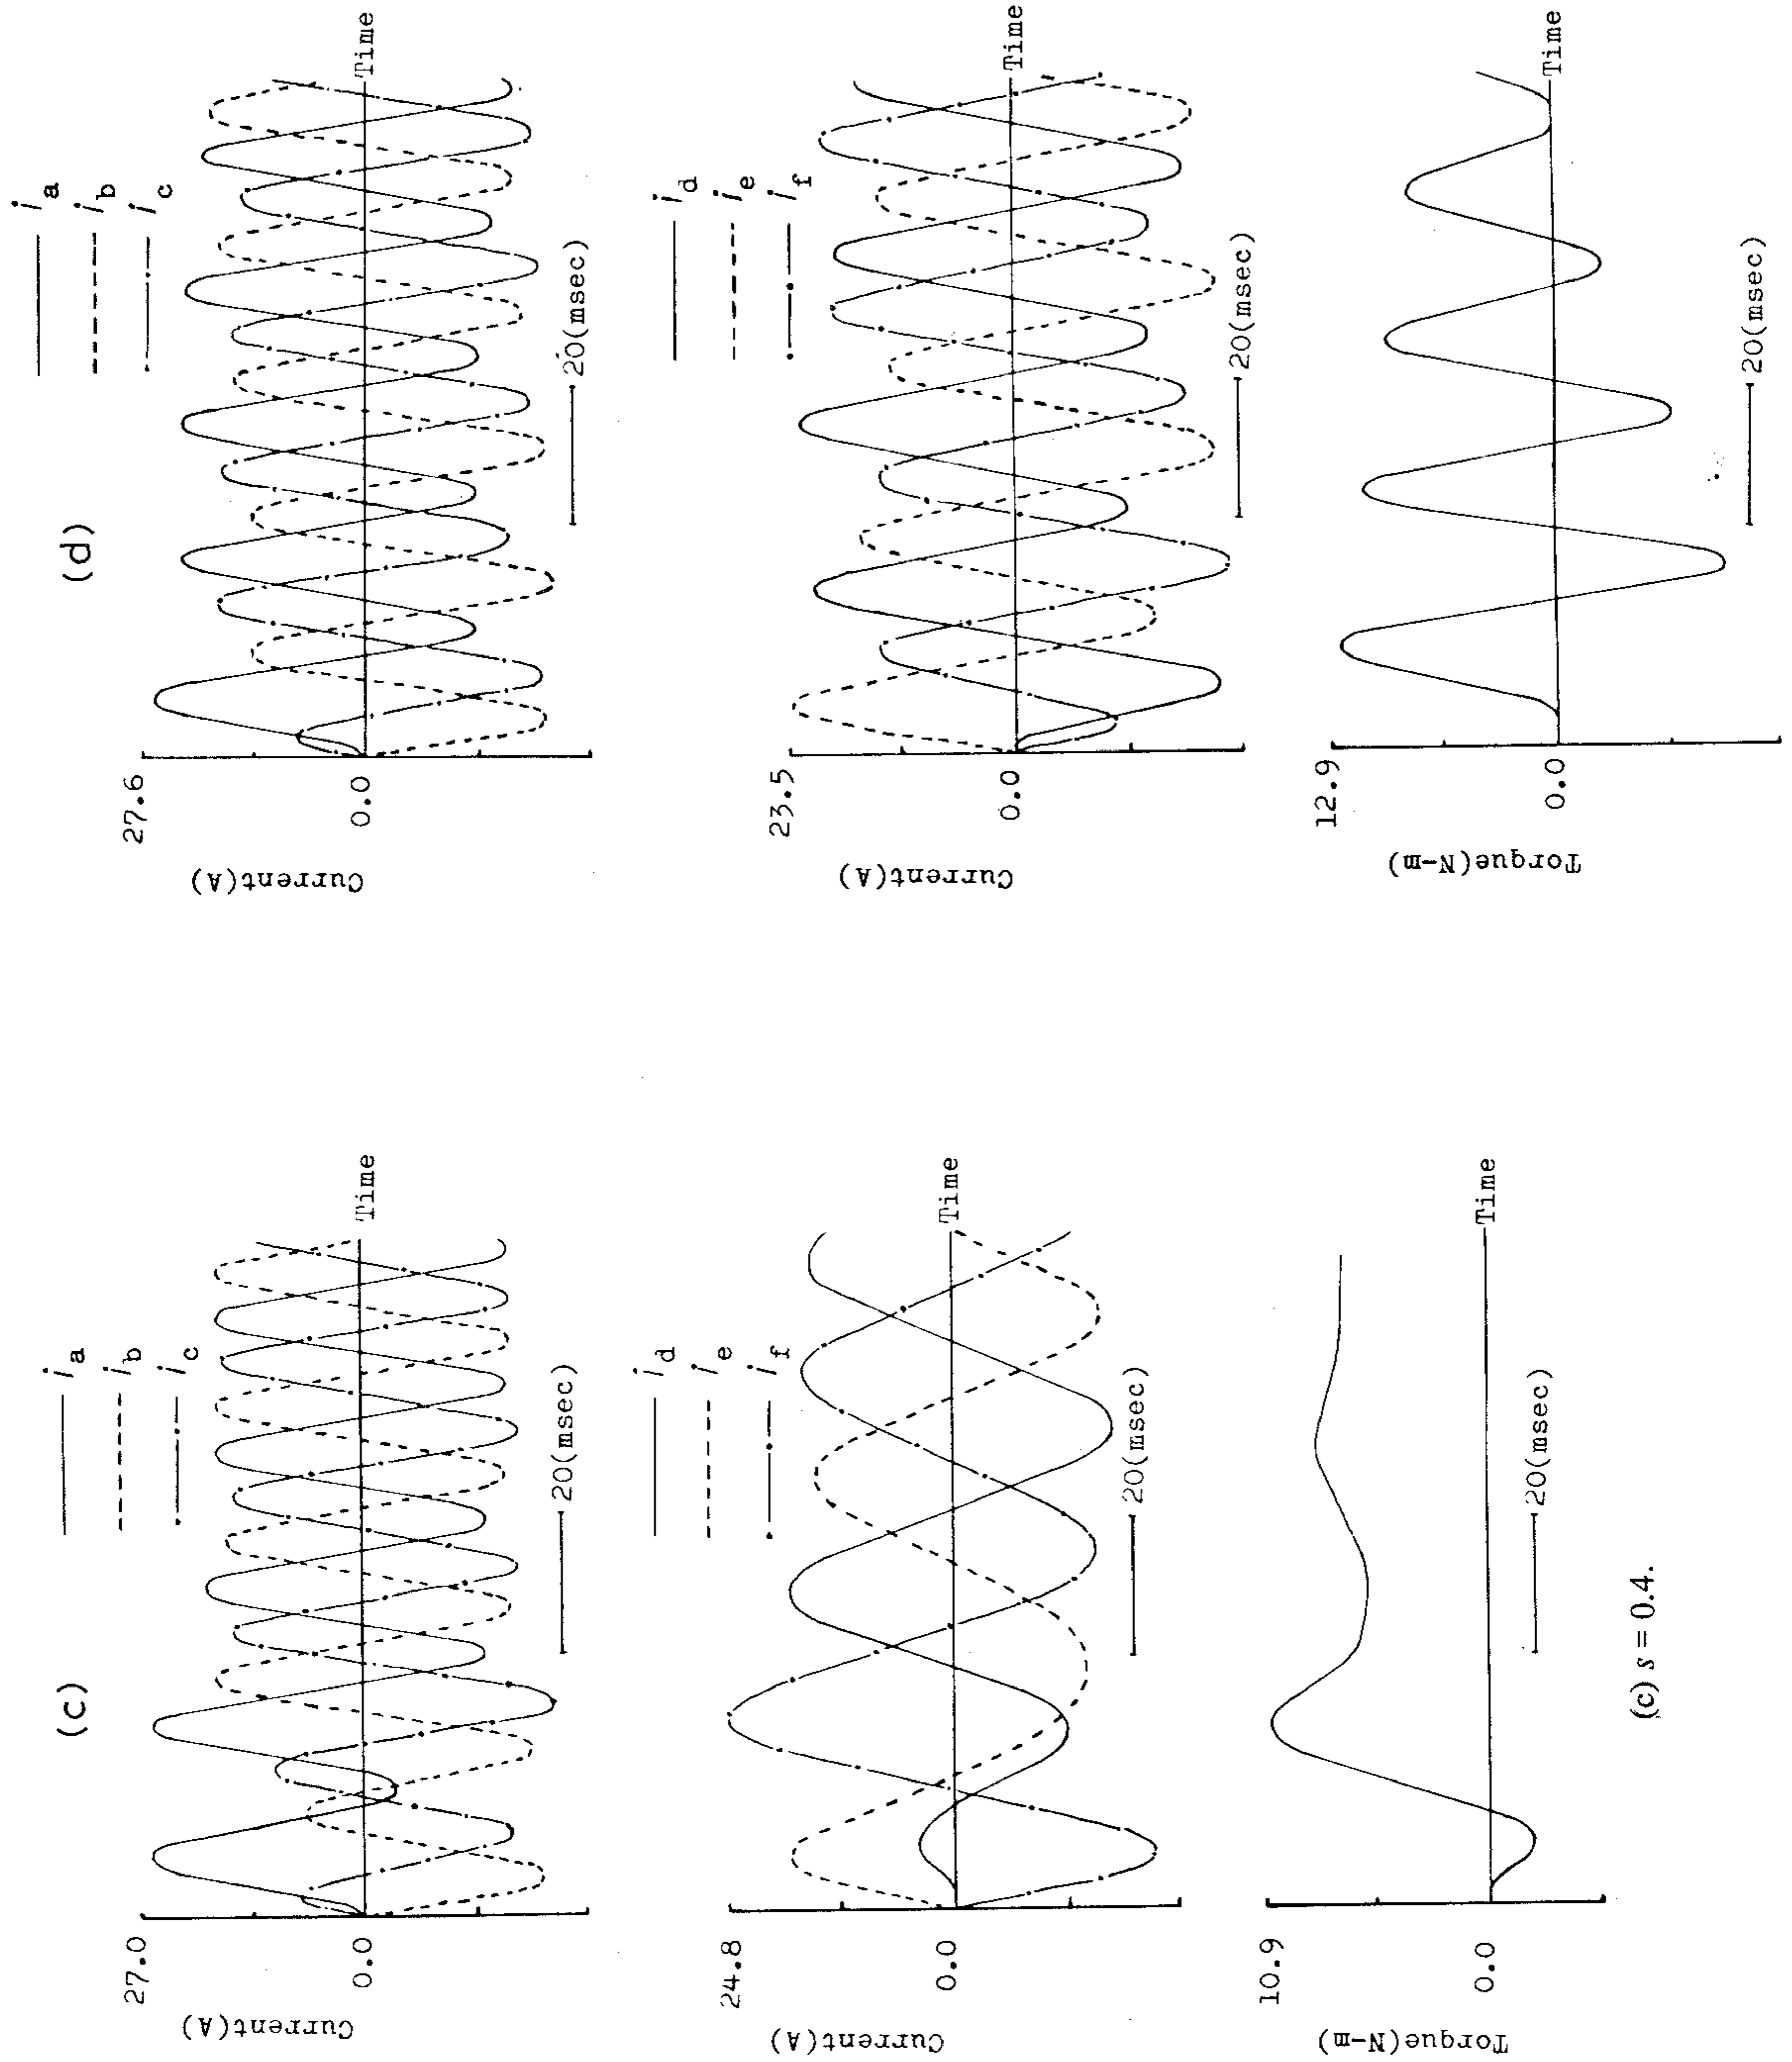 (c)
i_a
i_b
i_c
27.0
0.0
Current(A)
Time
20(msec)
i_d
i_e
i_f
24.8
0.0
Current(A)
Time
20(msec)
10.9
0.0
Torque(N-m)
Time
20(msec)
(c) s = 0.4.
(d)
i_a
i_b
i_c
27.6
0.0
Current(A)
Time
20(msec)
i_d
i_e
i_f
23.5
0.0
Current(A)
Time
20(msec)
12.9
0.0
Torque(N-m)
Time
20(msec)